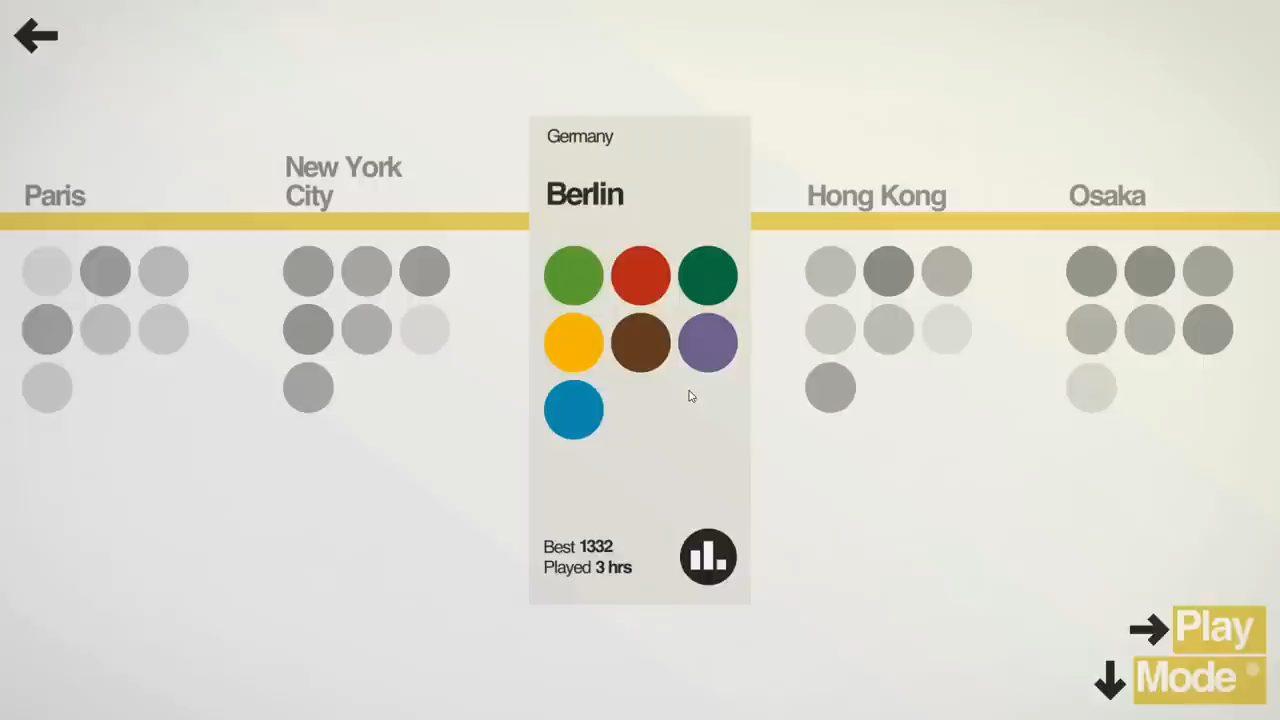 Paris
New York
City
Germany
Berlin
Hong Kong
Osaka
Best 1332
Played 3 hrs
Play
Mode